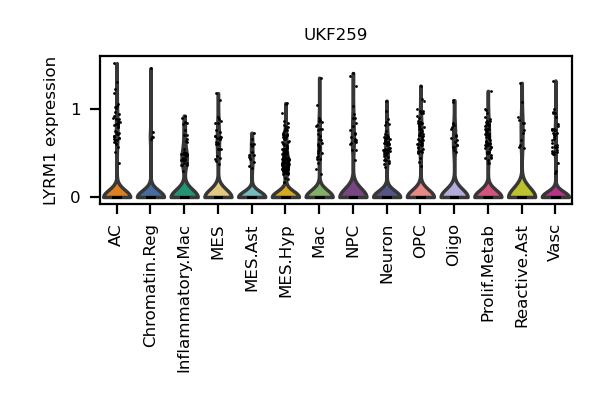 UKF259
LYRM1 expression
1
0
AC
Chromatin.Reg
Inflammatory.Mac
MES
MES.Ast
MES.Hyp
Mac
NPC
Neuron
OPC
Oligo
Prolif.Metab
Reactive.Ast
Vasc